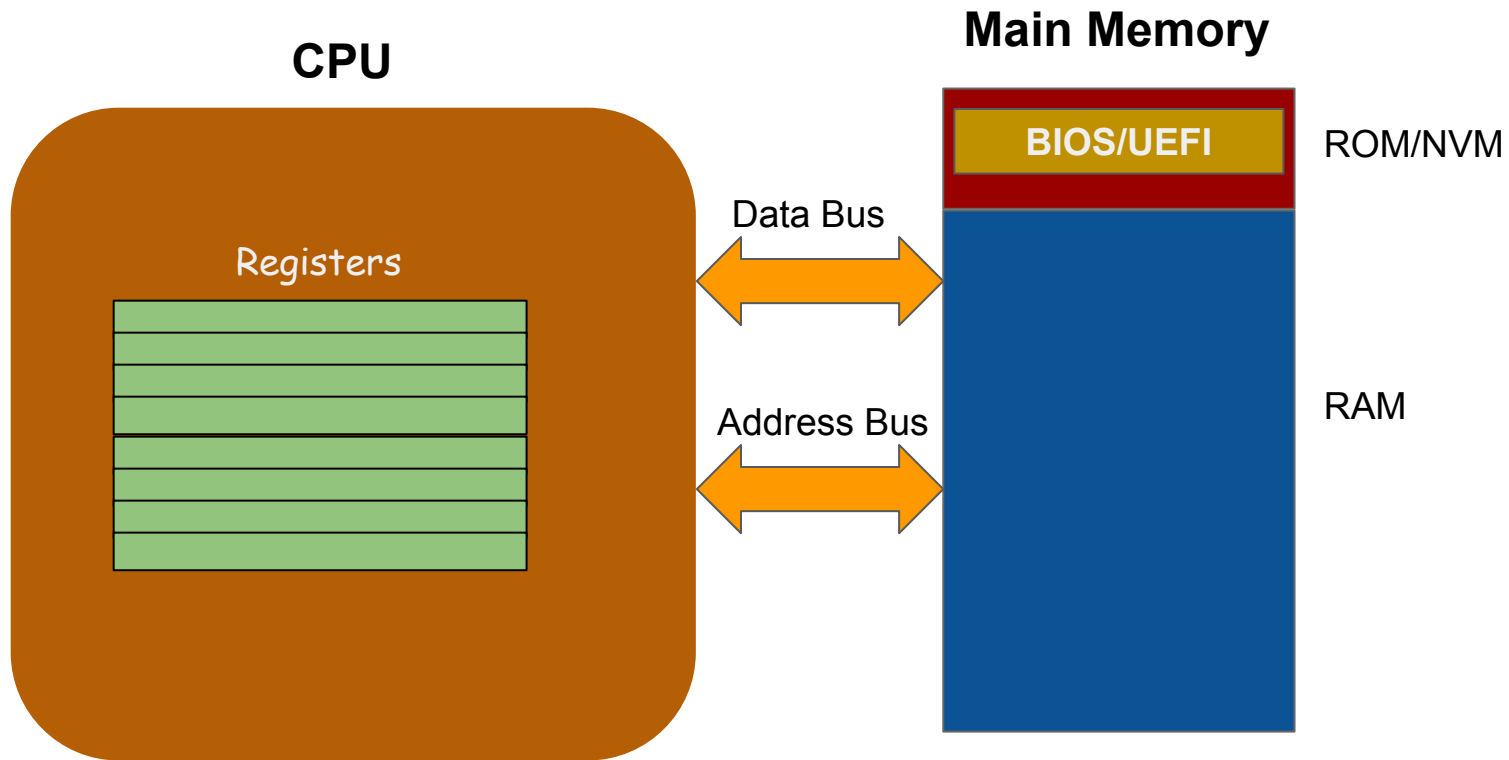 CPU
Main Memory
BIOS/UEFI
ROM/NVM
Data Bus
Registers
Address Bus
RAM